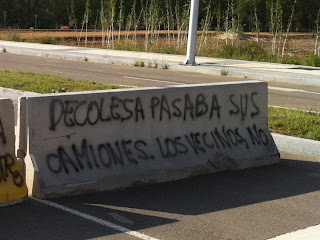 DECOLESA PASABA SUS
CAMIONES. LOS VECINOS, NO